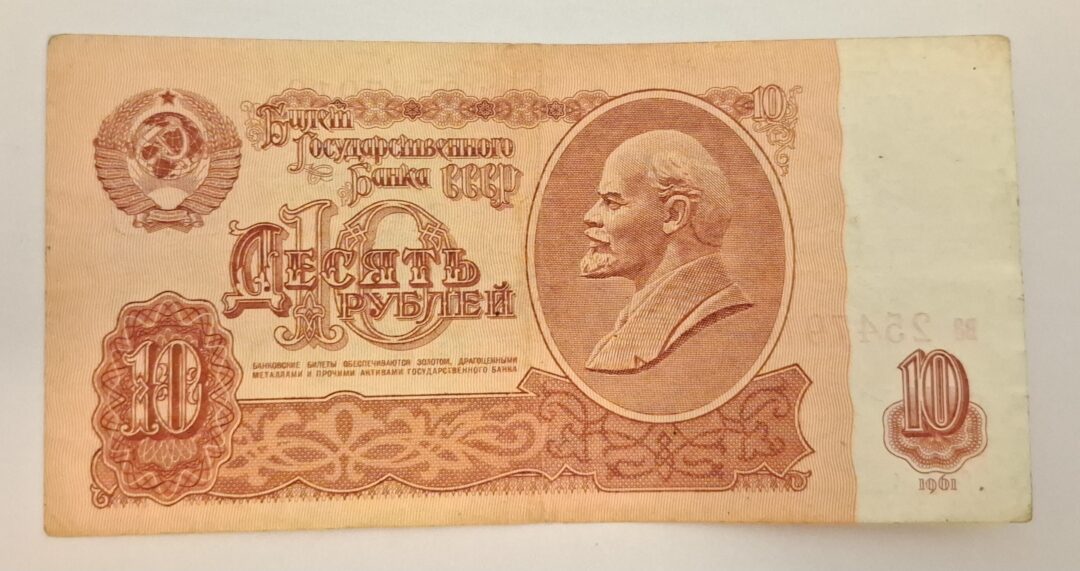 Билет
Государственного
Банка СССР
10
10
Десять
рублей
БАНКОВСКИЕ БИЛЕТЫ ОБЕСПЕЧИВАЮТСЯ ЗОЛОТОМ, ДРАГОЦЕННЫМИ
МЕТАЛЛАМИ И ПРОЧИМИ АКТИВАМИ ГОСУДАРСТВЕННОГО БАНКА
10
10
1961